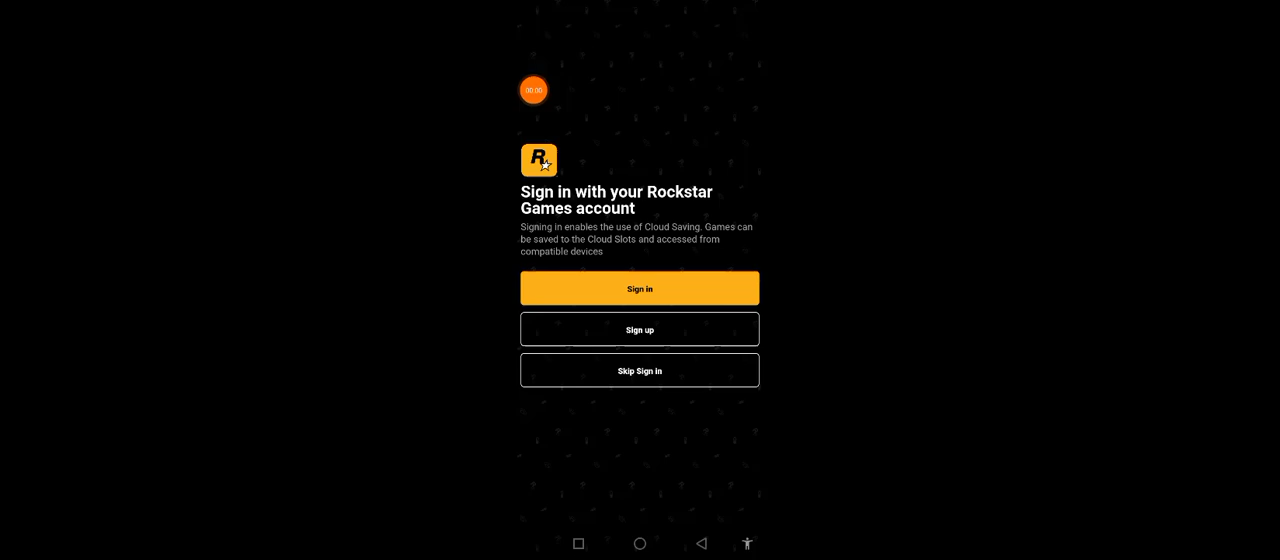 00:00
R
Sign in with your Rockstar
Games account
Signing in enables the use of Cloud Saving. Games can
be saved to the Cloud Slots and accessed from
compatible devices
Sign in
Sign up
Skip Sign in